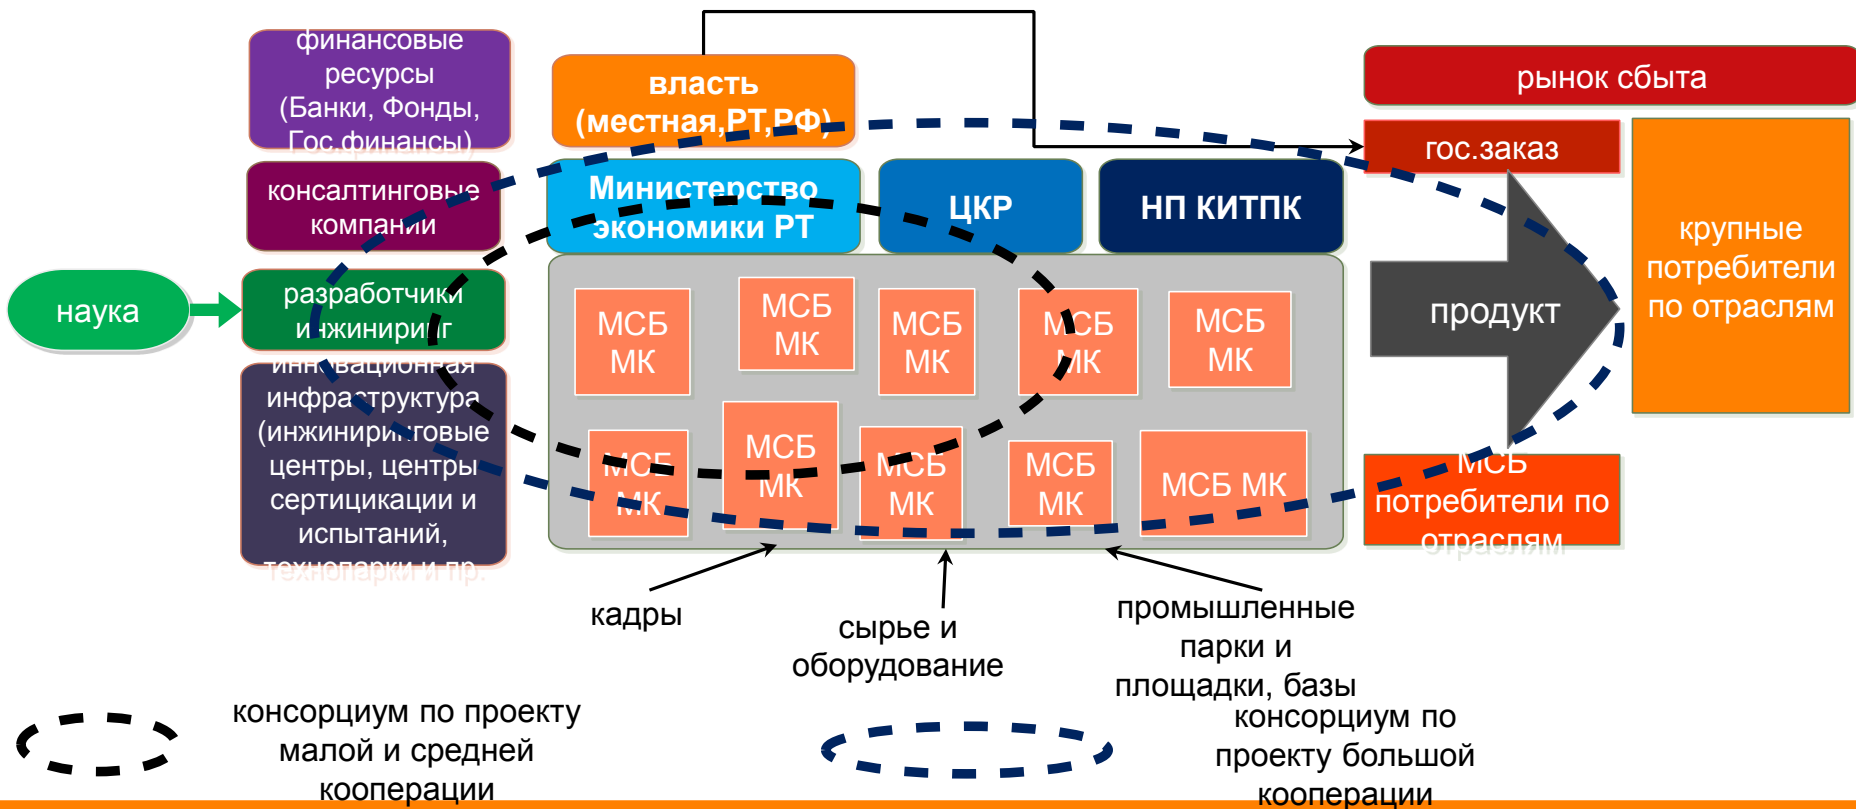 финансовые
ресурсы
(Банки, Фонды,
Гос.финансы)
консалтинговые
компании
наука
разработчики
инжиниринг
инновационная
инфраструктура
(инжиниринговые
центры, центры
сертицикации и
испытаний,
технопарки и пр.
власть
(местная,РТ,РФ)
Министерство
экономики РТ
ЦКР
НП КИТПК
МСБ
МК
МСБ
МК
МСБ
МК
МСБ
МК
МСБ
МК
МСБ
МК
МСБ
МК
МСБ
МК
МСБ
МК
МСБ МК
рынок сбыта
гос.заказ
продукт
крупные
потребители
по отраслям
МСБ
потребители по
отраслям
кадры
сырье и
оборудование
промышленные
парки и
площадки, базы
консорциум по проекту
малой и средней
кооперации
консорциум по
проекту большой
кооперации